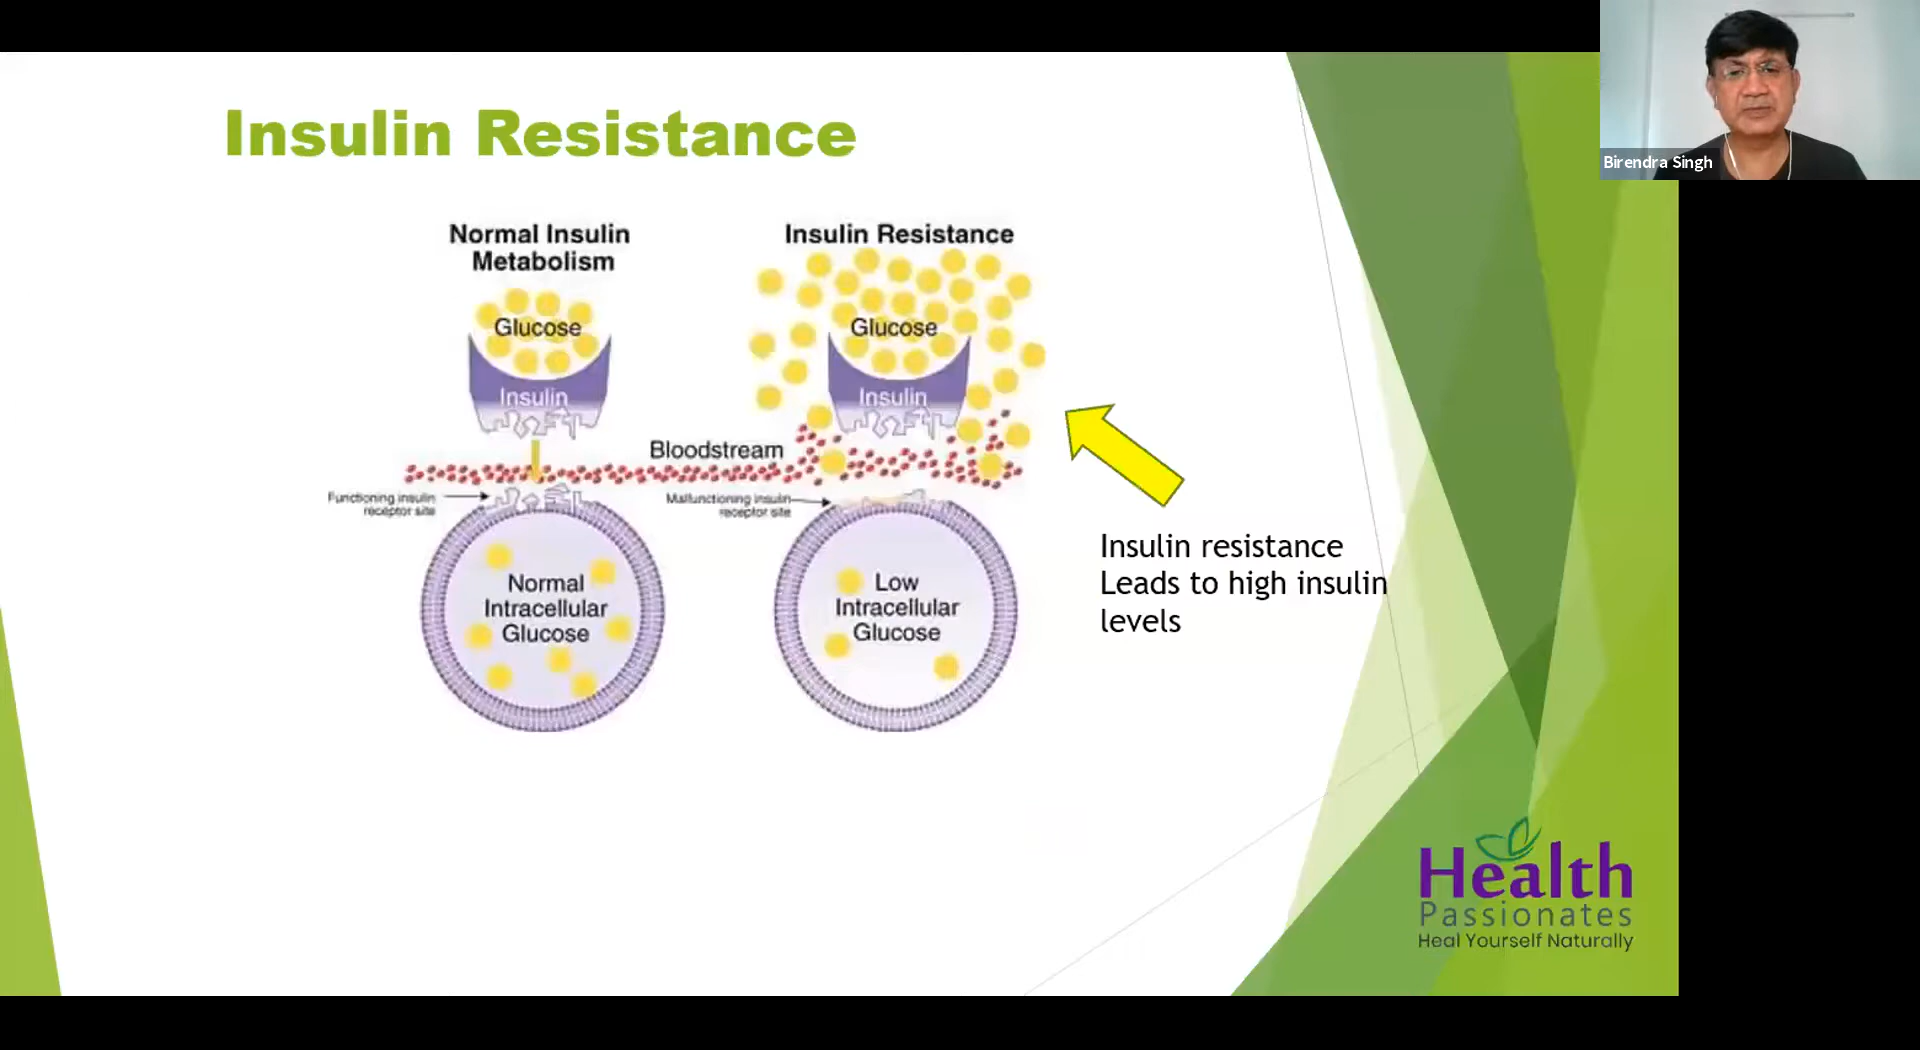 Birendra Singh
Insulin Resistance
Normal Insulin
Metabolism
Glucose
Insulin
Insulin Resistance
Glucose
Insulin
Bloodstream
Functioning insulin
receptor site
Malfunctioning insulin
receptor site
Normal
Intracellular
Glucose
Low
Intracellular
Glucose
Insulin resistance
Leads to high insulin
levels
Health
Passionates
Heal Yourself Naturally